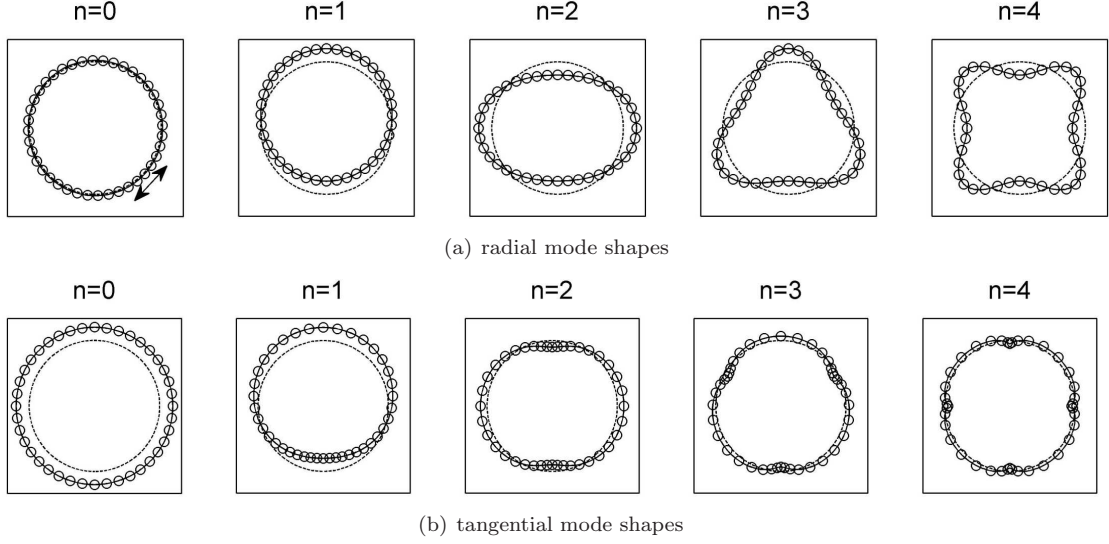 n=0 n=1 n=2 n=3 n=4
(a) radial mode shapes
n=0 n=1 n=2 n=3 n=4
(b) tangential mode shapes